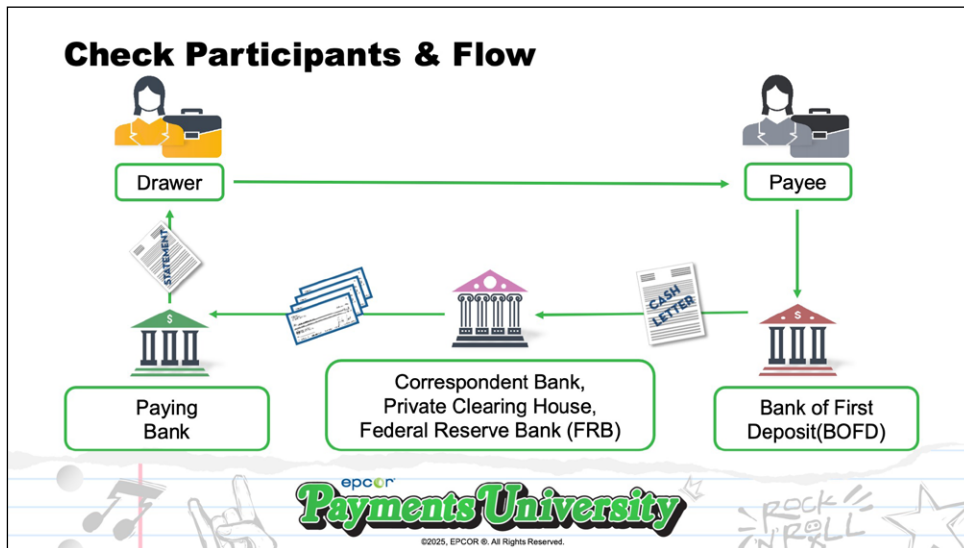 Check Participants & Flow
Drawer
Payee
STATEMENT
CASH
LETTER
$
$
Paying
Bank
Correspondent Bank,
Private Clearing House,
Federal Reserve Bank (FRB)
Bank of First
Deposit(BOFD)
epcor
Payments University
ROCK
'N' ROLL
©2025, EPCOR ®. All Rights Reserved.